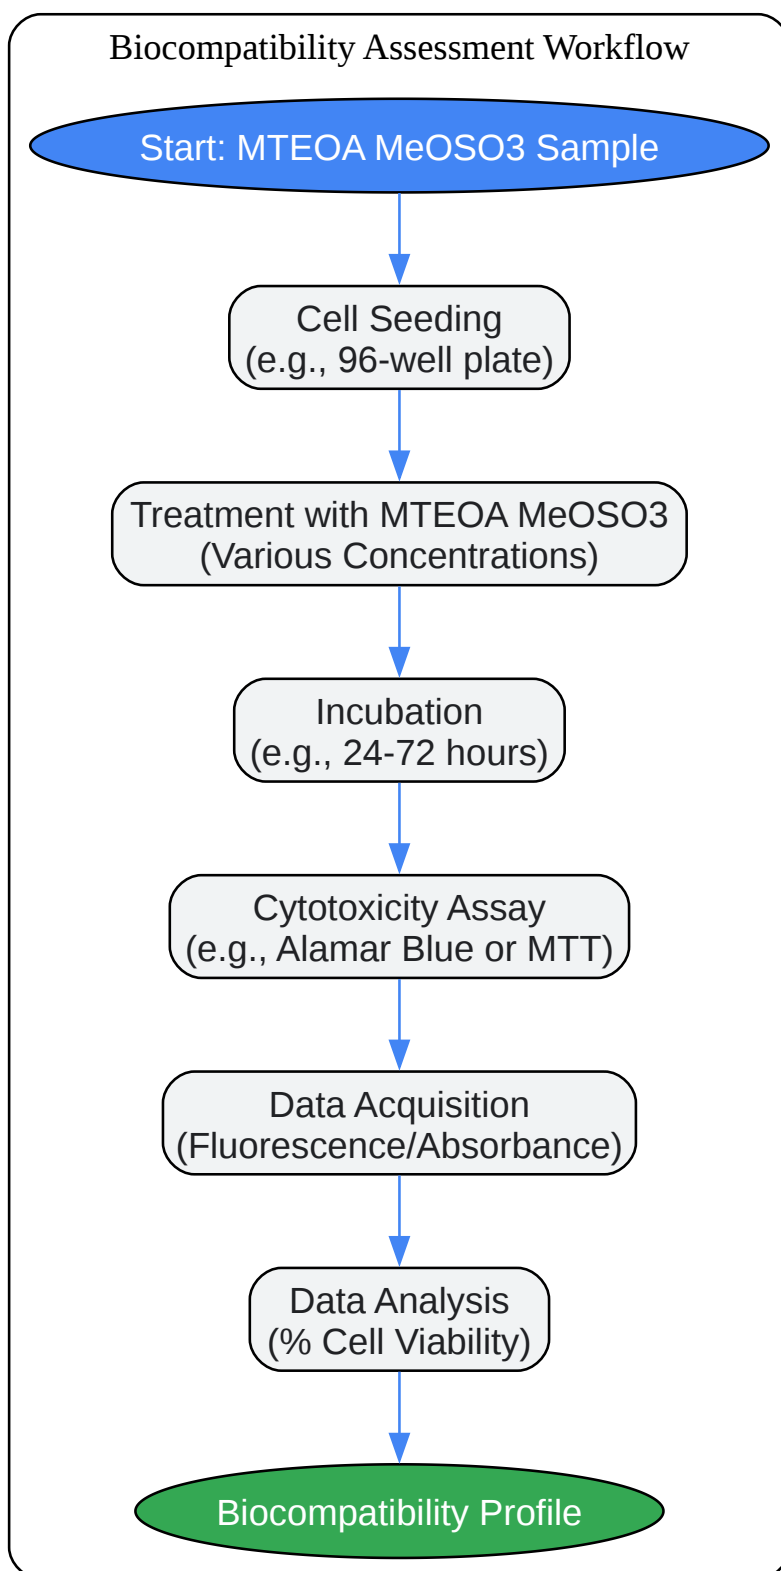 Biocompatibility Assessment Workflow
Start: MTEOA MeOSO3 Sample
Cell Seeding
(e.g., 96-well plate)
Treatment with MTEOA MeOSO3
(Various Concentrations)
Incubation
(e.g., 24-72 hours)
Cytotoxicity Assay
(e.g., Alamar Blue or MTT)
Data Acquisition
(Fluorescence/Absorbance)
Data Analysis
(% Cell Viability)
Biocompatibility Profile